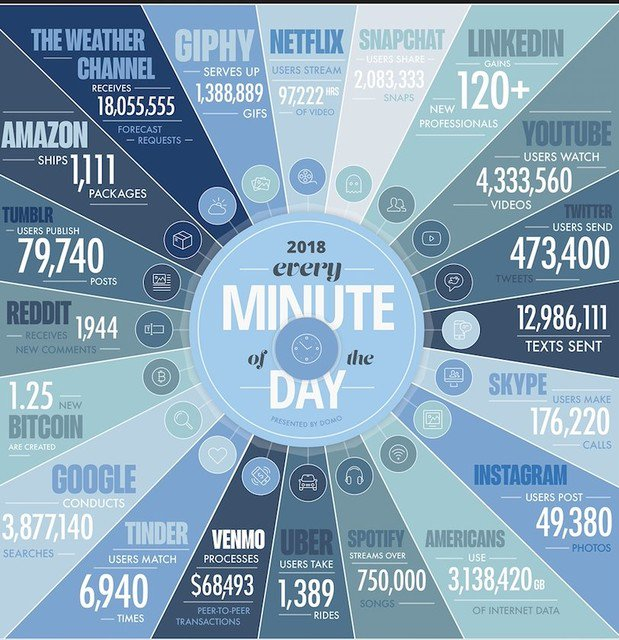 2018
every
MINUTE
of the
DAY
PRESENTED BY DOMO
THE WEATHER
CHANNEL
RECEIVES
18,055,555
FORECAST
REQUESTS
GIPHY
SERVES UP
1,388,889
GIFS
NETFLIX
USERS STREAM
97,222 HRS
OF VIDEO
SNAPCHAT
USERS SHARE
2,083,333
SNAPS
LINKEDIN
GAINS
120+
NEW
PROFESSIONALS
YOUTUBE
USERS WATCH
4,333,560
VIDEOS
TWITTER
USERS SEND
473,400
TWEETS
12,986,111
TEXTS SENT
SKYPE
USERS MAKE
176,220
CALLS
INSTAGRAM
USERS POST
49,380
PHOTOS
AMERICANS
USE
3,138,420 GB
OF INTERNET DATA
SPOTIFY
STREAMS OVER
750,000
SONGS
UBER
USERS TAKE
1,389
RIDES
VENMO
PROCESSES
$68,493
PEER-TO-PEER
TRANSACTIONS
TINDER
USERS MATCH
6,940
TIMES
GOOGLE
CONDUCTS
3,877,140
SEARCHES
1.25 NEW
BITCOIN
ARE CREATED
REDDIT
RECEIVES 1,944
NEW COMMENTS
TUMBLR
USERS PUBLISH
79,740
POSTS
AMAZON
SHIPS 1,111
PACKAGES